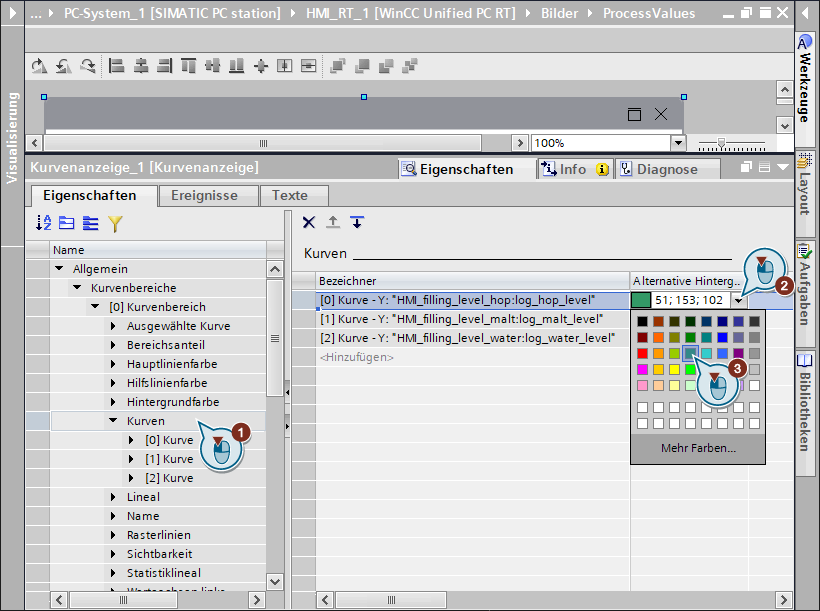 ... PC-System_1 [SIMATIC PC station] HMI_RT_1 [WinCC Unified PC RT] Bilder ProcessValues
Visualisierung
100%
Kurvenanzeige_1 [Kurvenanzeige]
Eigenschaften
Info
Diagnose
Eigenschaften
Ereignisse
Texte
Name
Allgemein
Kurvenbereiche
[0] Kurvenbereich
Ausgewählte Kurve
Bereichsanteil
Hauptlinienfarbe
Hilfslinienfarbe
Hintergrundfarbe
Kurven
[0] Kurve
[1] Kurve
[2] Kurve
Lineal
Name
Rasterlinien
Sichtbarkeit
Statistiklineal
1
Kurven
Bezeichner
Alternative Hinterg..
[0] Kurve - Y: "HMI_filling_level_hop:log_hop_level"
51; 153; 102
[1] Kurve - Y: "HMI_filling_level_malt:log_malt_level"
[2] Kurve - Y: "HMI_filling_level_water:log_water_level"
<Hinzufügen>
2
3
Mehr Farben...
Werkzeuge
Layout
Aufgaben
Bibliotheken